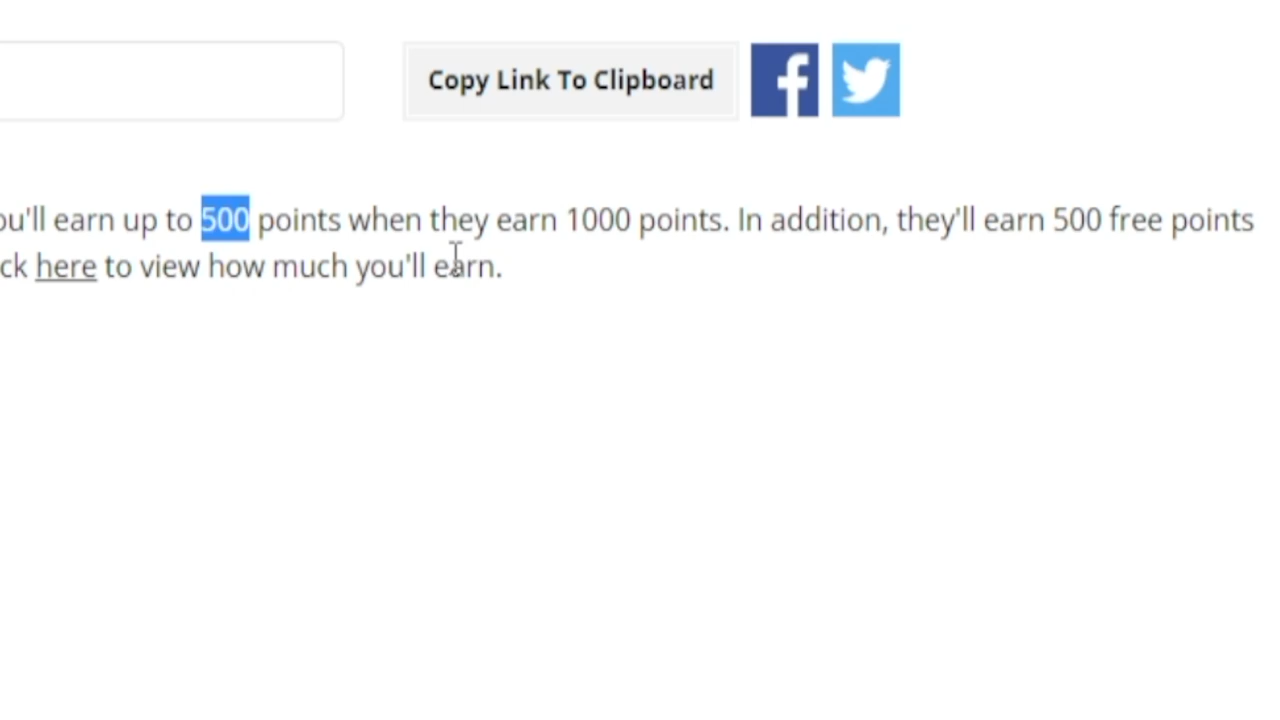 Copy Link To Clipboard
ou'll earn up to 500 points when they earn 1000 points. In addition, they'll earn 500 free points
ck here to view how much you'll earn.